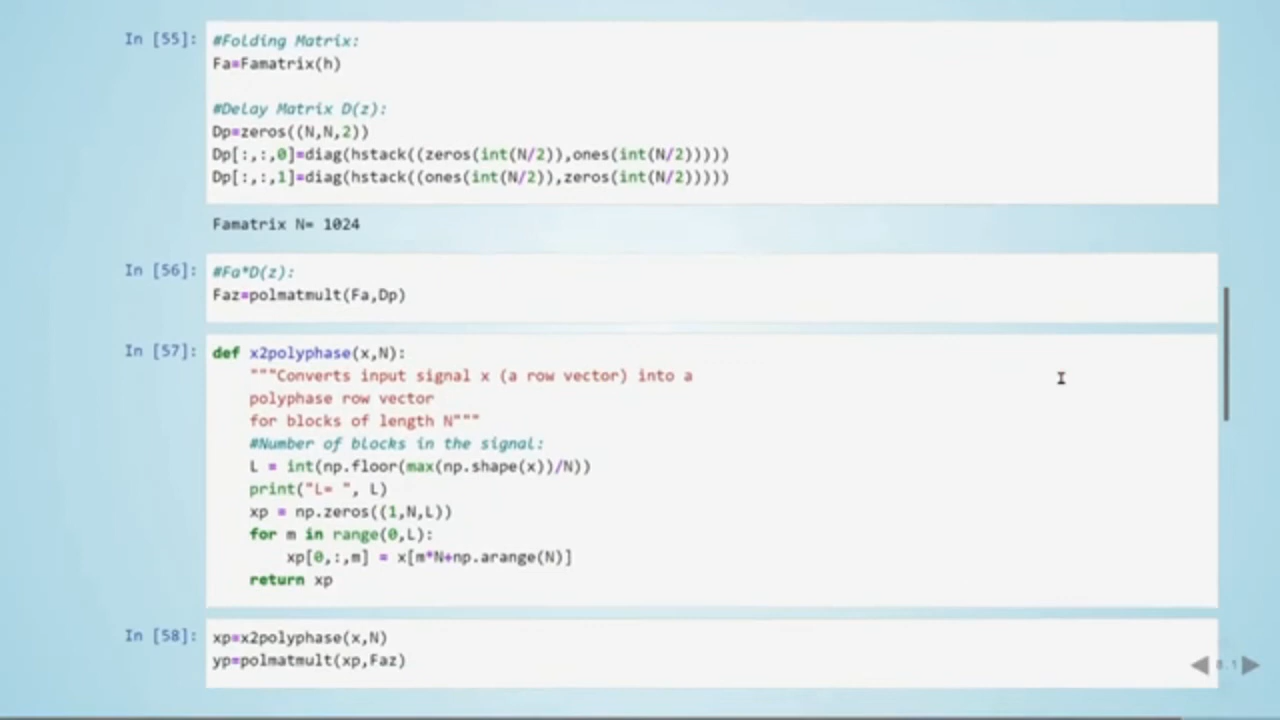 In [55]:
#Folding Matrix:
Fa=Famatrix(h)
#Delay Matrix D(z):
Dp=zeros((N,N,2))
Dp[:,:,0]=diag(hstack((zeros(int(N/2)),ones(int(N/2)))))
Dp[:,:,1]=diag(hstack((ones(int(N/2)),zeros(int(N/2)))))
Famatrix N= 1024
In [56]:
#Fa*D(z):
Faz=polmatmult(Fa,Dp)
In [57]:
def x2polyphase(x,N):
"""Converts input signal x (a row vector) into a
polyphase row vector
for blocks of length N"""
#Number of blocks in the signal:
L = int(np.floor(max(np.shape(x))/N))
print("L= ", L)
xp = np.zeros((1,N,L))
for m in range(0,L):
xp[0,:,m] = x[m*N+np.arange(N)]
return xp
In [58]:
xp=x2polyphase(x,N)
yp=polmatmult(xp,Faz)
8.1